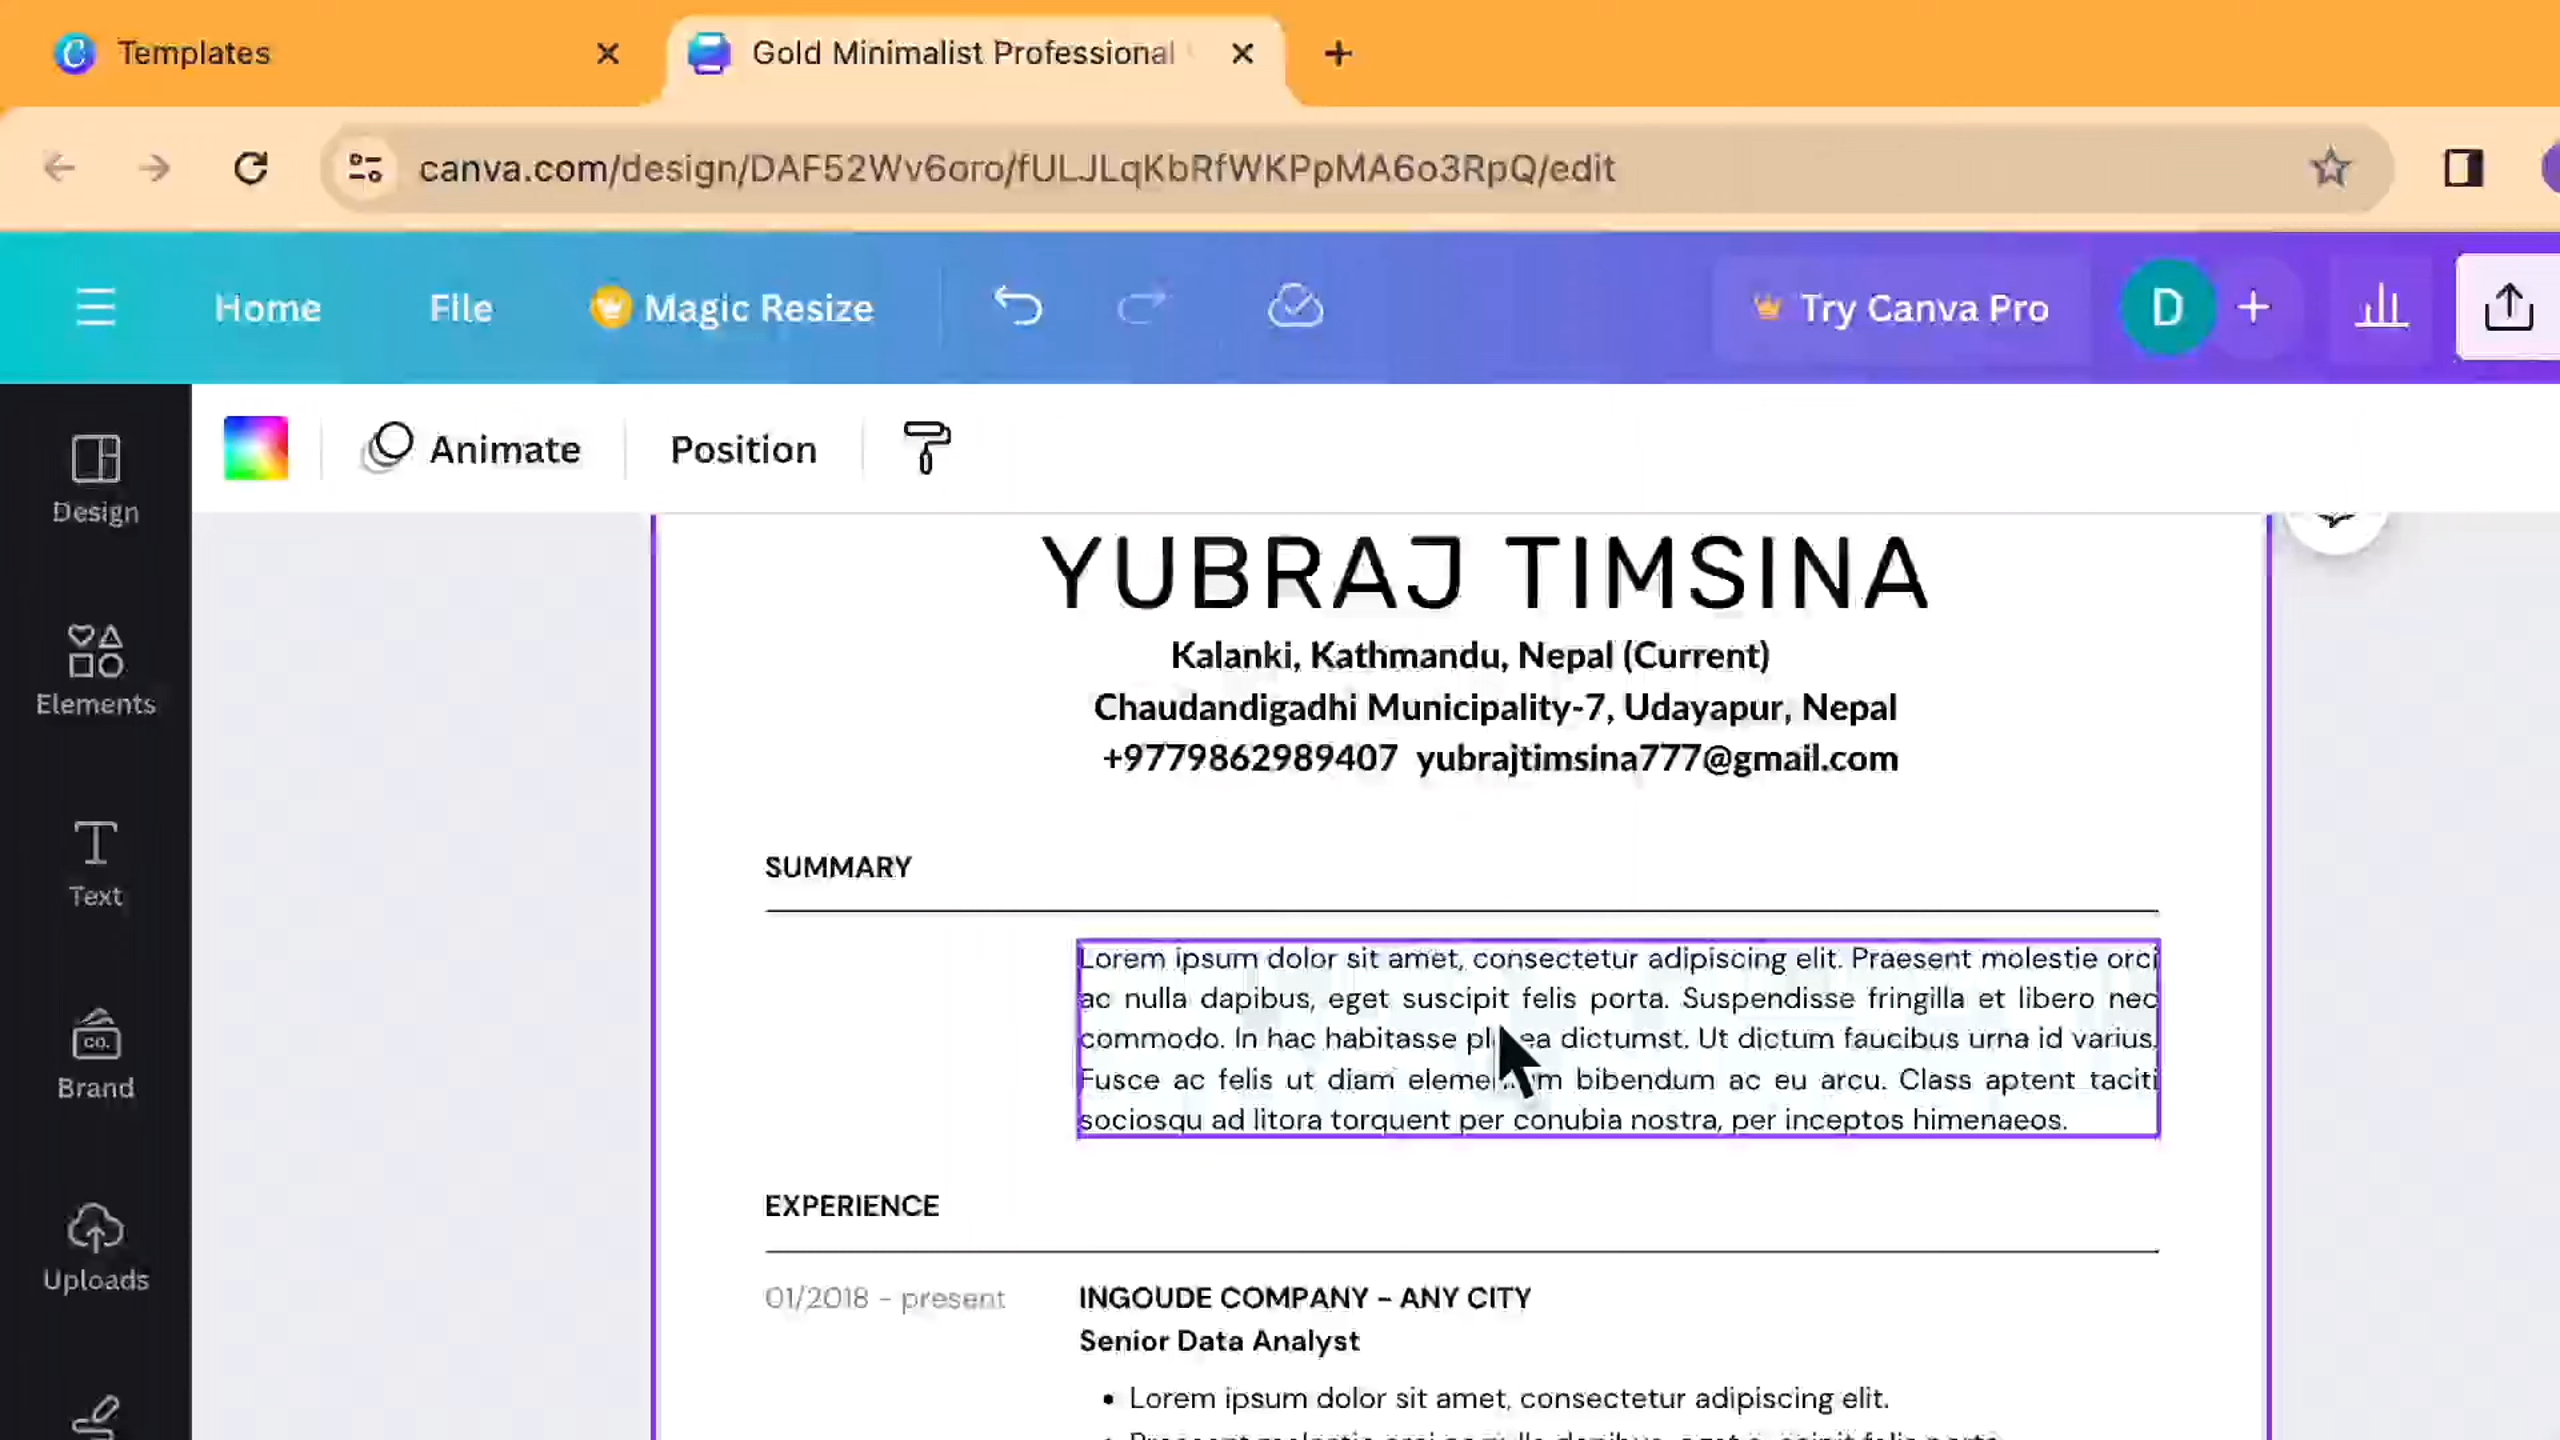 Templates
Gold Minimalist Professional
canva.com/design/DAF52Wv6oro/fULJLqKbRfWKPpMA6o3RpQ/edit
Home File Magic Resize Try Canva Pro D
Animate Position
Design
Elements
Text
CO.
Brand
Uploads
YUBRAJ TIMSINA
Kalanki, Kathmandu, Nepal (Current)
Chaudandigadhi Municipality-7, Udayapur, Nepal
+9779862989407 yubrajtimsina777@gmail.com
SUMMARY
Lorem ipsum dolor sit amet, consectetur adipiscing elit. Praesent molestie orci
ac nulla dapibus, eget suscipit felis porta. Suspendisse fringilla et libero nec
commodo. In hac habitasse dictumst. Ut dictum faucibus urna id varius.
Fusce ac felis ut diam bibendum ac eu arcu. Class aptent taciti
sociosqu ad litora torquent per conubia nostra, per inceptos himenaeos.
EXPERIENCE
01/2018 - present
INGOUDE COMPANY - ANY CITY
Senior Data Analyst
• Lorem ipsum dolor sit amet, consectetur adipiscing elit.